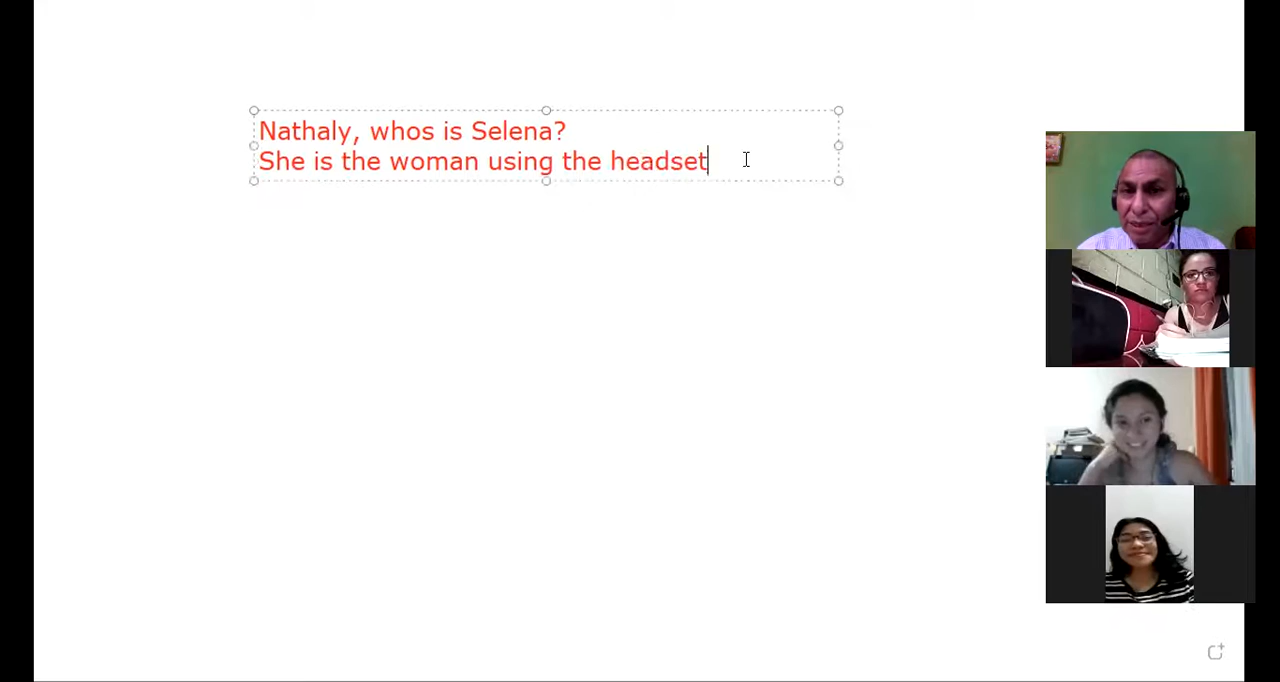 Nathaly, whos is Selena?
She is the woman using the headset